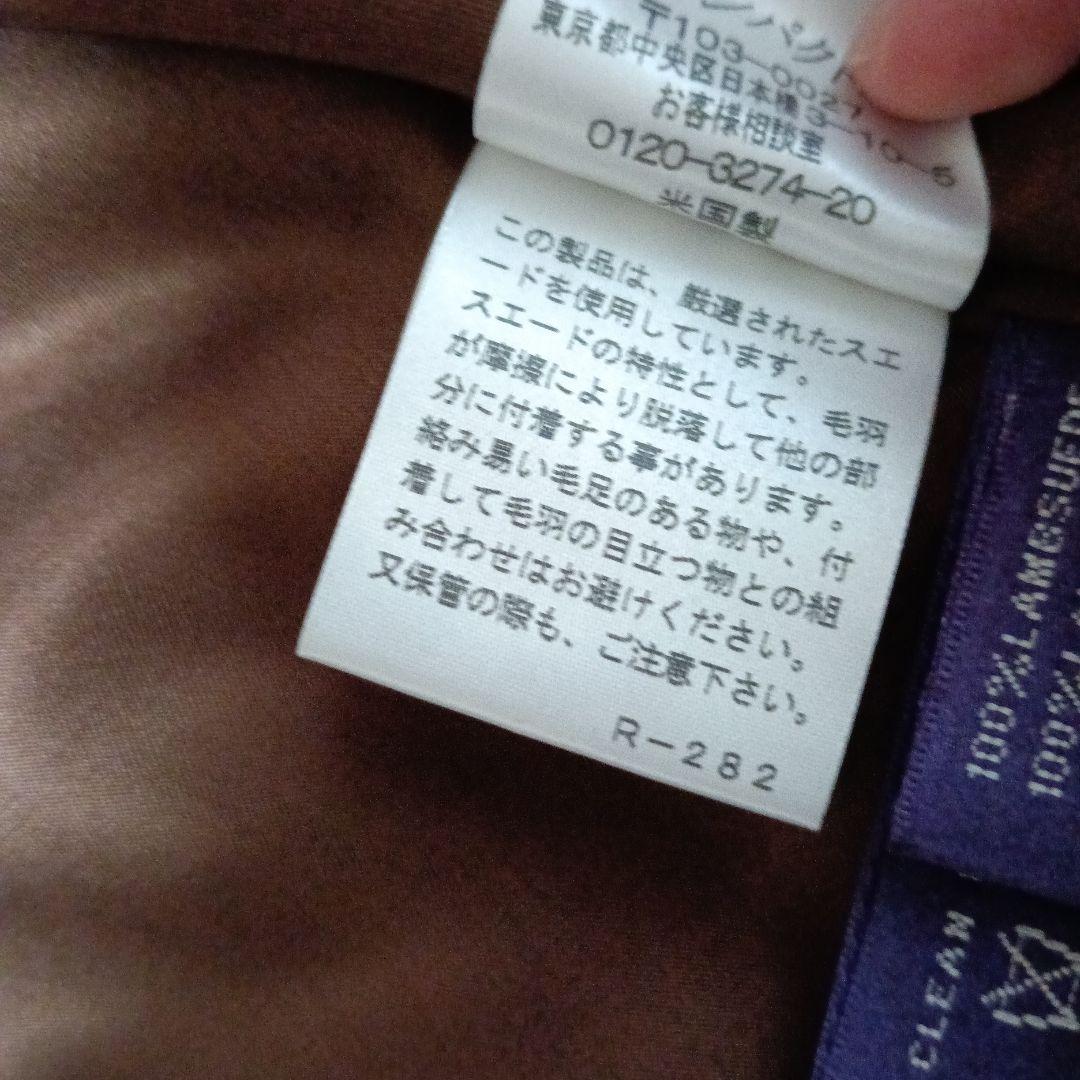 ンパクト
〒103-0027
東京都中央区日本橋3-10-5
お客様相談室
0120-3274-20
米国製
この製品は、厳選されたスエ
ードを使用しています。
スエードの特性として、毛羽
が摩擦により脱落して他の部
分に付着する事があります。
絡み易い毛足のある物や、付
着して毛羽の目立つ物との組
み合わせはお避けください。
又保管の際も、ご注意下さい。
R-282
100%LAMBSUEDE
100%
CLEAN